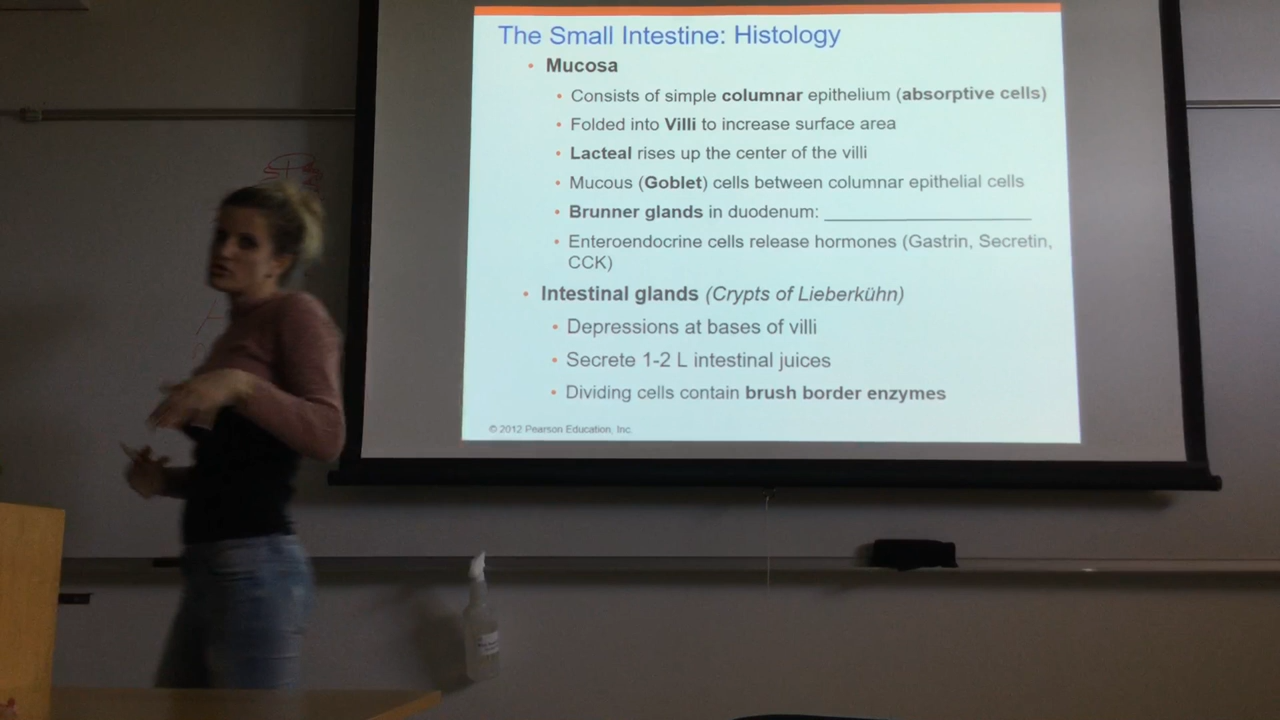 The Small Intestine: Histology
• Mucosa
• Consists of simple columnar epithelium (absorptive cells)
• Folded into Villi to increase surface area
• Lacteal rises up the center of the villi
• Mucous (Goblet) cells between columnar epithelial cells
• Brunner glands in duodenum: ____________________
• Enteroendocrine cells release hormones (Gastrin, Secretin,
CCK)
• Intestinal glands (Crypts of Lieberkühn)
• Depressions at bases of villi
• Secrete 1-2 L intestinal juices
• Dividing cells contain brush border enzymes
© 2012 Pearson Education, Inc.